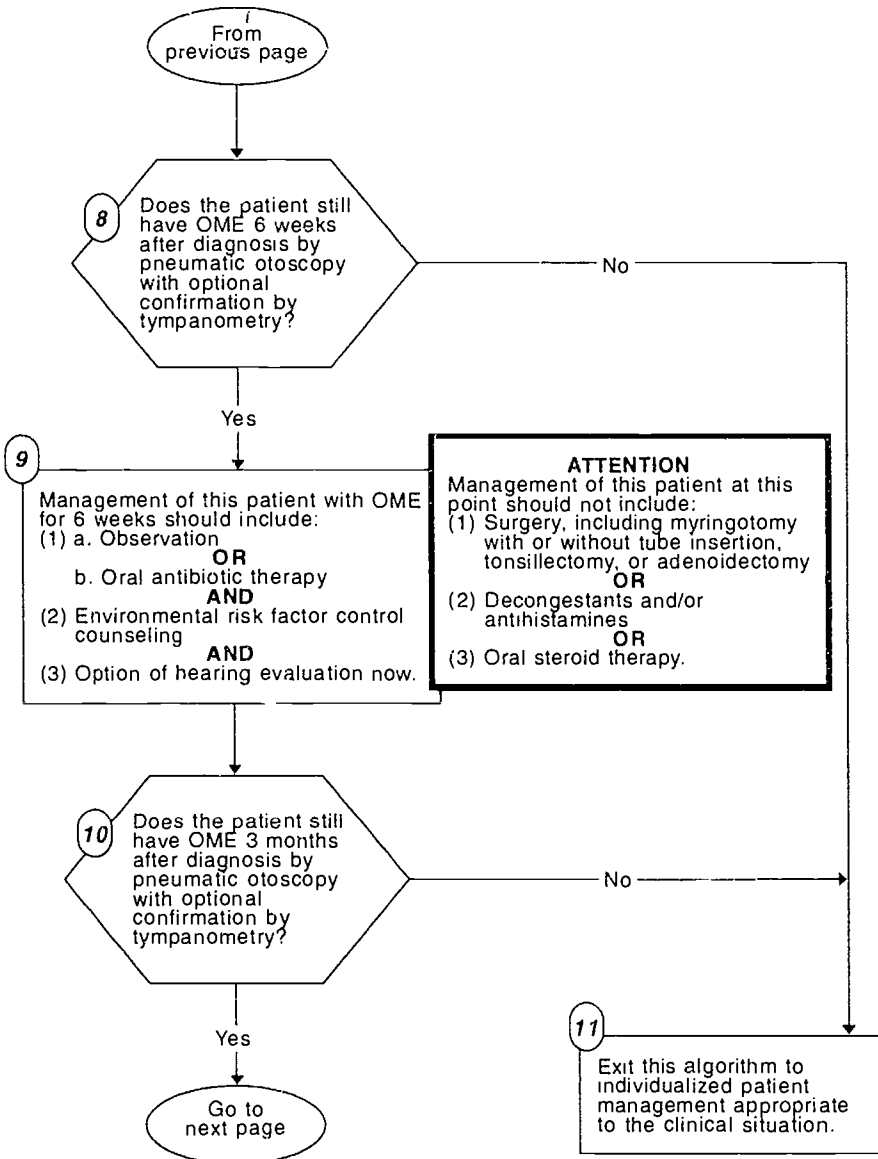 From
previous page
8
Does the patient still
have OME 6 weeks
after diagnosis by
pneumatic otoscopy
with optional
confirmation by
tympanometry?
No
Yes
9
Management of this patient with OME
for 6 weeks should include:
(1) a. Observation
OR
b. Oral antibiotic therapy
AND
(2) Environmental risk factor control
counseling
AND
(3) Option of hearing evaluation now.
ATTENTION
Management of this patient at this
point should not include:
(1) Surgery, including myringotomy
with or without tube insertion,
tonsillectomy, or adenoidectomy
OR
(2) Decongestants and/or
antihistamines
OR
(3) Oral steroid therapy.
10
Does the patient still
have OME 3 months
after diagnosis by
pneumatic otoscopy
with optional
confirmation by
tympanometry?
No
Yes
Go to
next page
11
Exit this algorithm to
individualized patient
management appropriate
to the clinical situation.